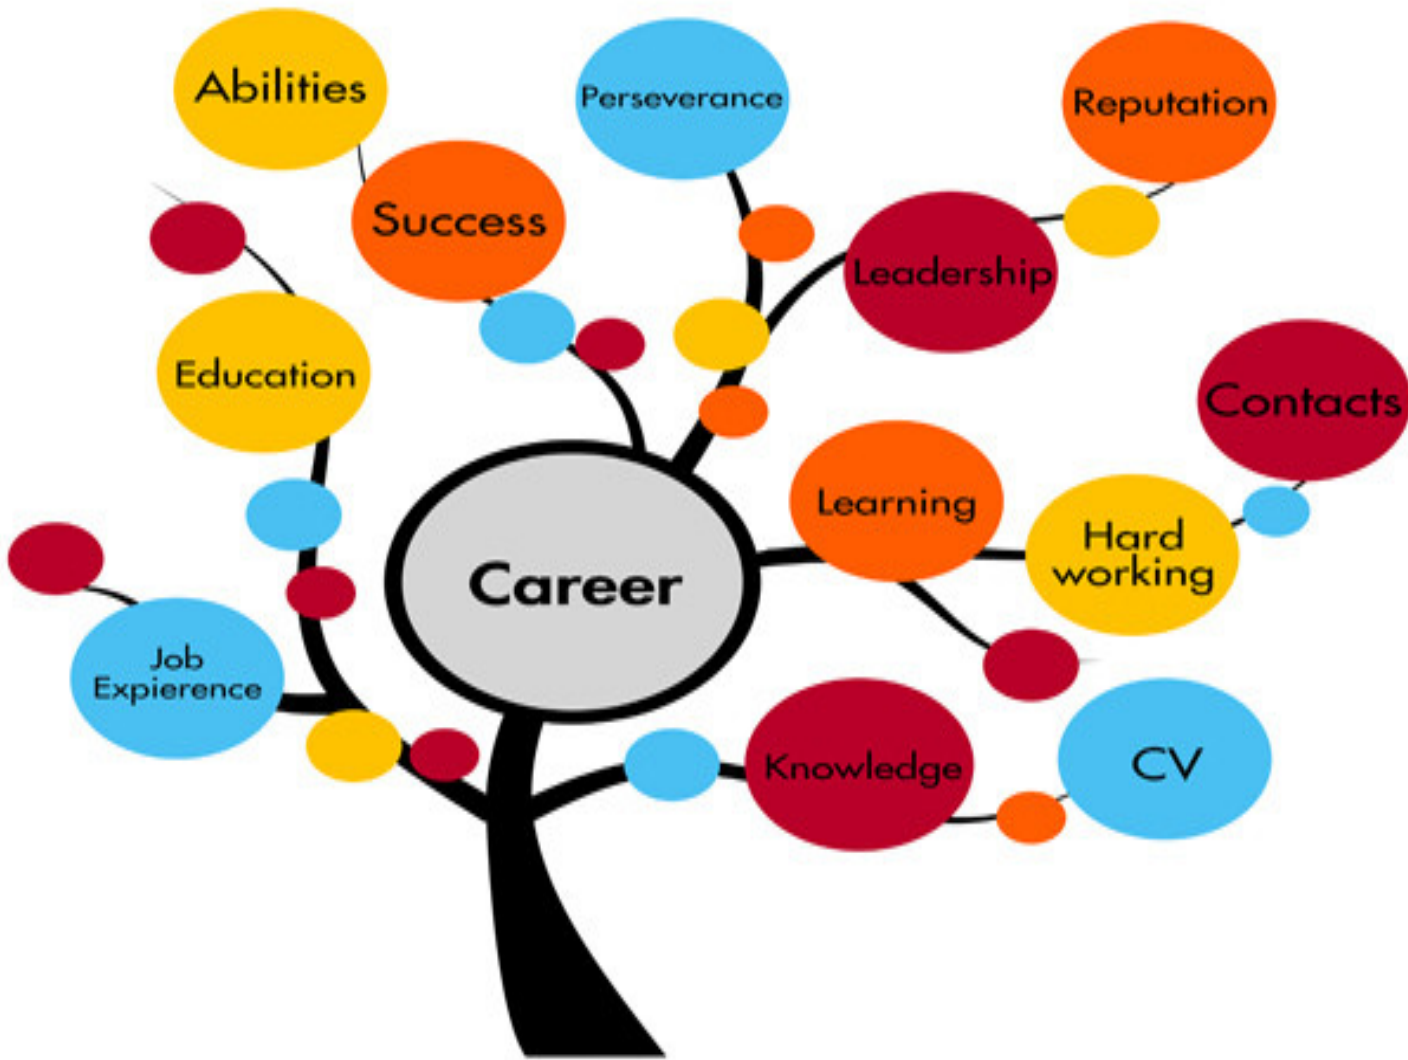 Abilities
Perseverance
Reputation
Success
Leadership
Education
Contacts
Learning
Hard
working
Career
Job
Expierence
Knowledge
CV